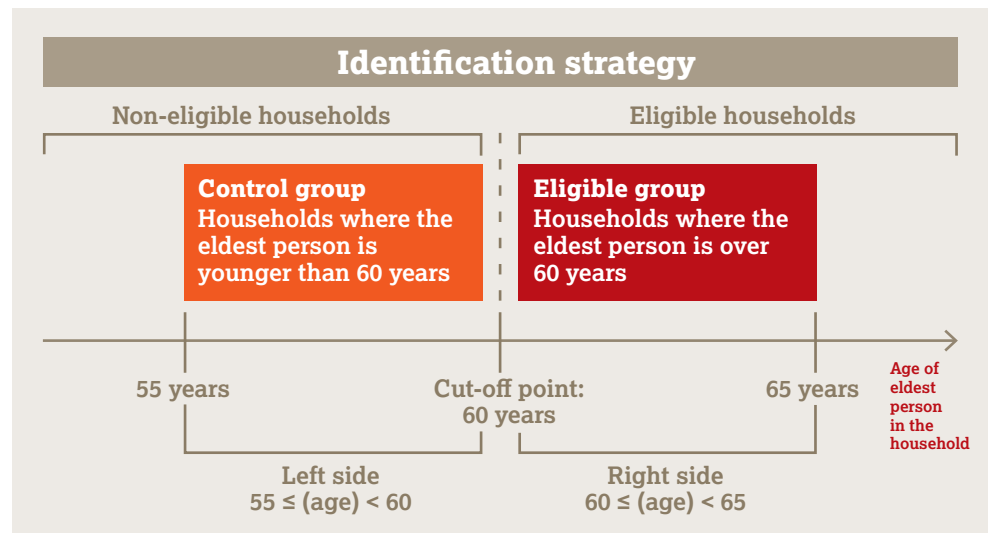 Identification strategy
Non-eligible households
Eligible households
Control group
Households where the
eldest person is
younger than 60 years
Eligible group
Households where the
eldest person is over
60 years
55 years
Cut-off point:
60 years
65 years
Age of
eldest
person
in the
household
Left side
55 ≤ (age) < 60
Right side
60 ≤ (age) < 65